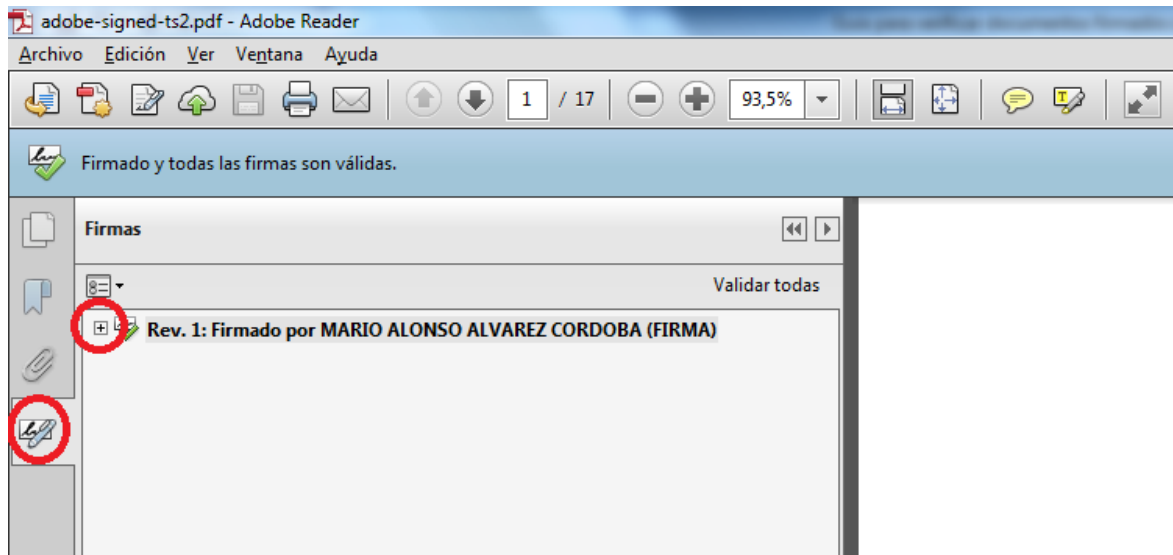 adobe-signed-ts2.pdf - Adobe Reader
Archivo Edición Ver Ventana Ayuda
1 / 17 93,5%
Firmado y todas las firmas son válidas.
Firmas
Validar todas
Rev. 1: Firmado por MARIO ALONSO ALVAREZ CORDOBA (FIRMA)